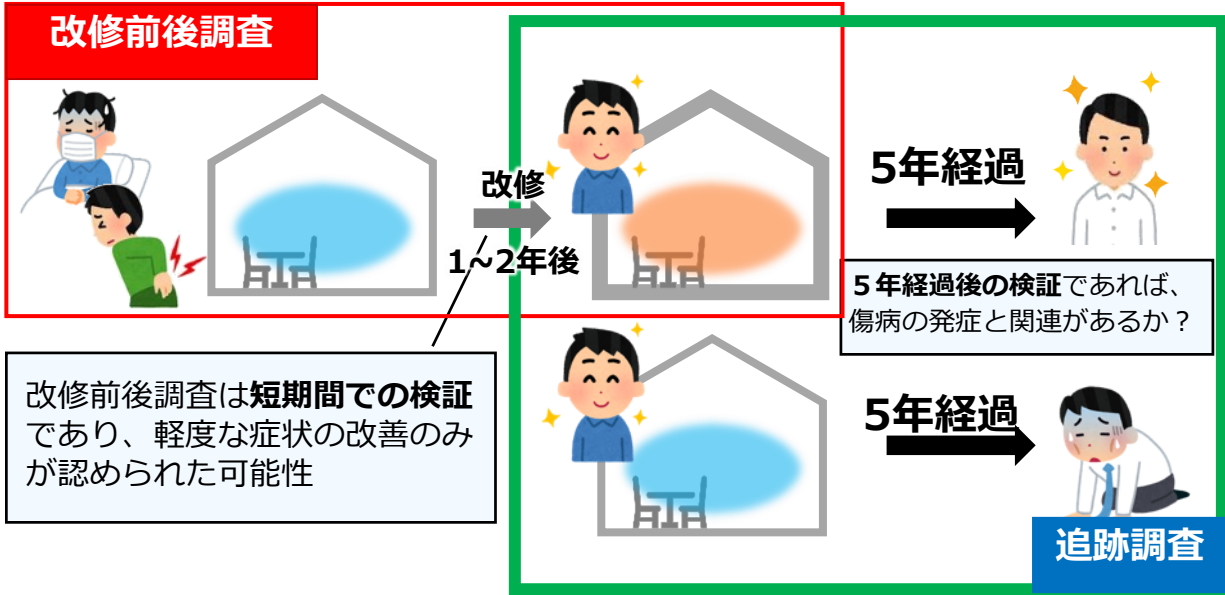 改修前後調査
改修
1~2年後
5年経過
５年経過後の検証であれば、
傷病の発症と関連があるか？
改修前後調査は短期間での検証
であり、軽度な症状の改善のみ
が認められた可能性
5年経過
追跡調査